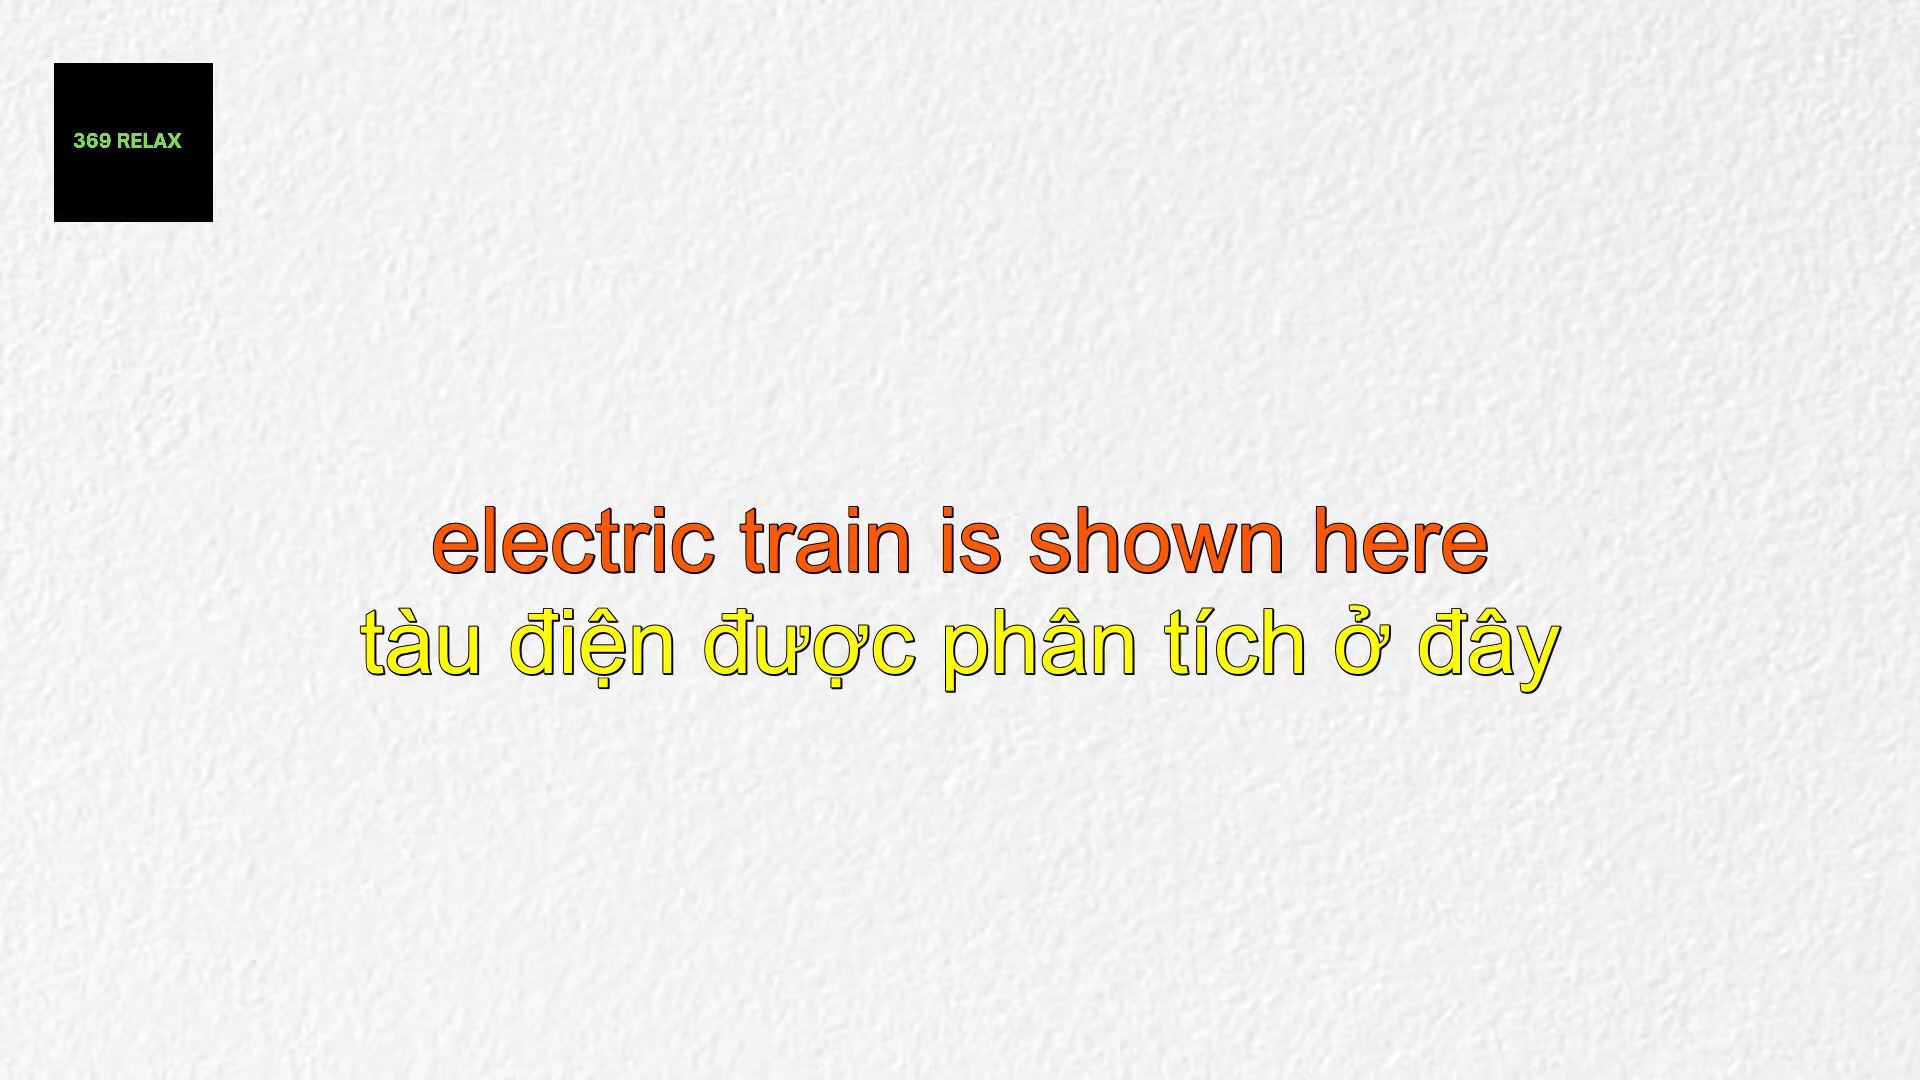 369 RELAX
electric train is shown here
tàu điện được phân tích ở đây